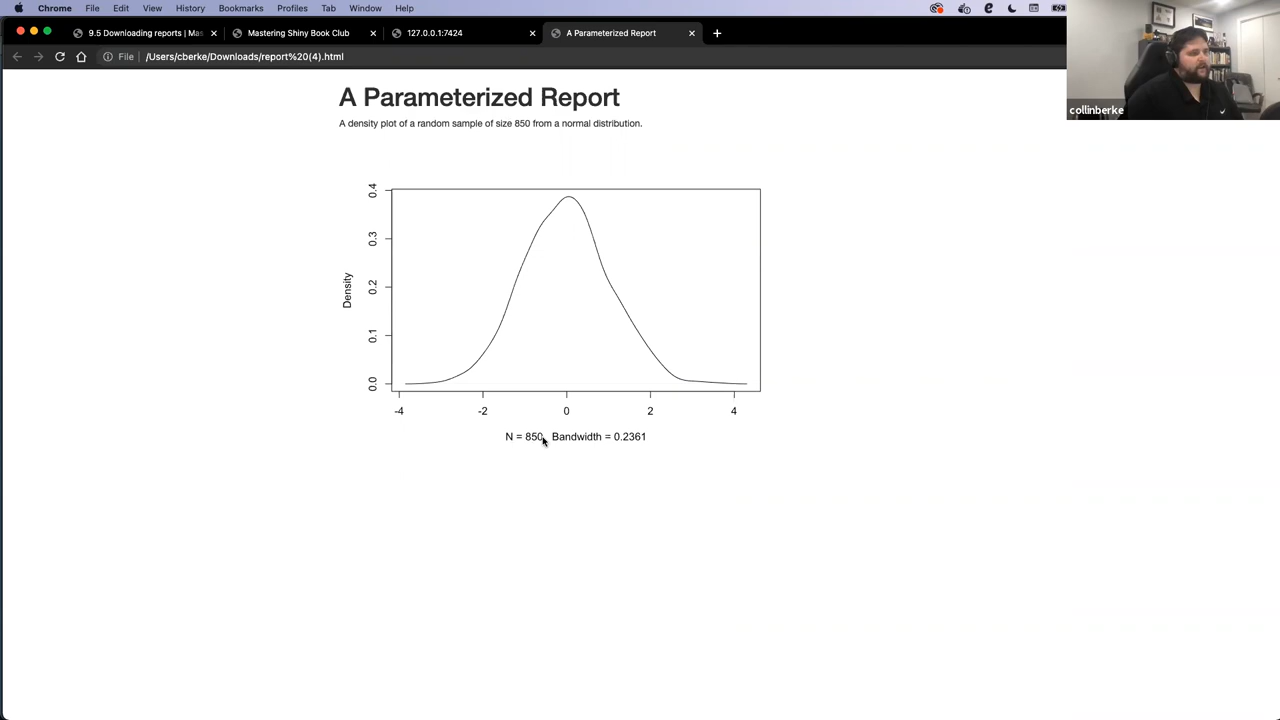 Chrome File Edit View History Bookmarks Profiles Tab Window Help
9.5 Downloading reports | Mas
Mastering Shiny Book Club
127.0.0.1:7424
A Parameterized Report
File /Users/cberke/Downloads/report%20(4).html
collinberke
A Parameterized Report
A density plot of a random sample of size 850 from a normal distribution.
0.4
0.3
0.2
0.1
0.0
Density
-4 -2 0 2 4
N = 850 Bandwidth = 0.2361